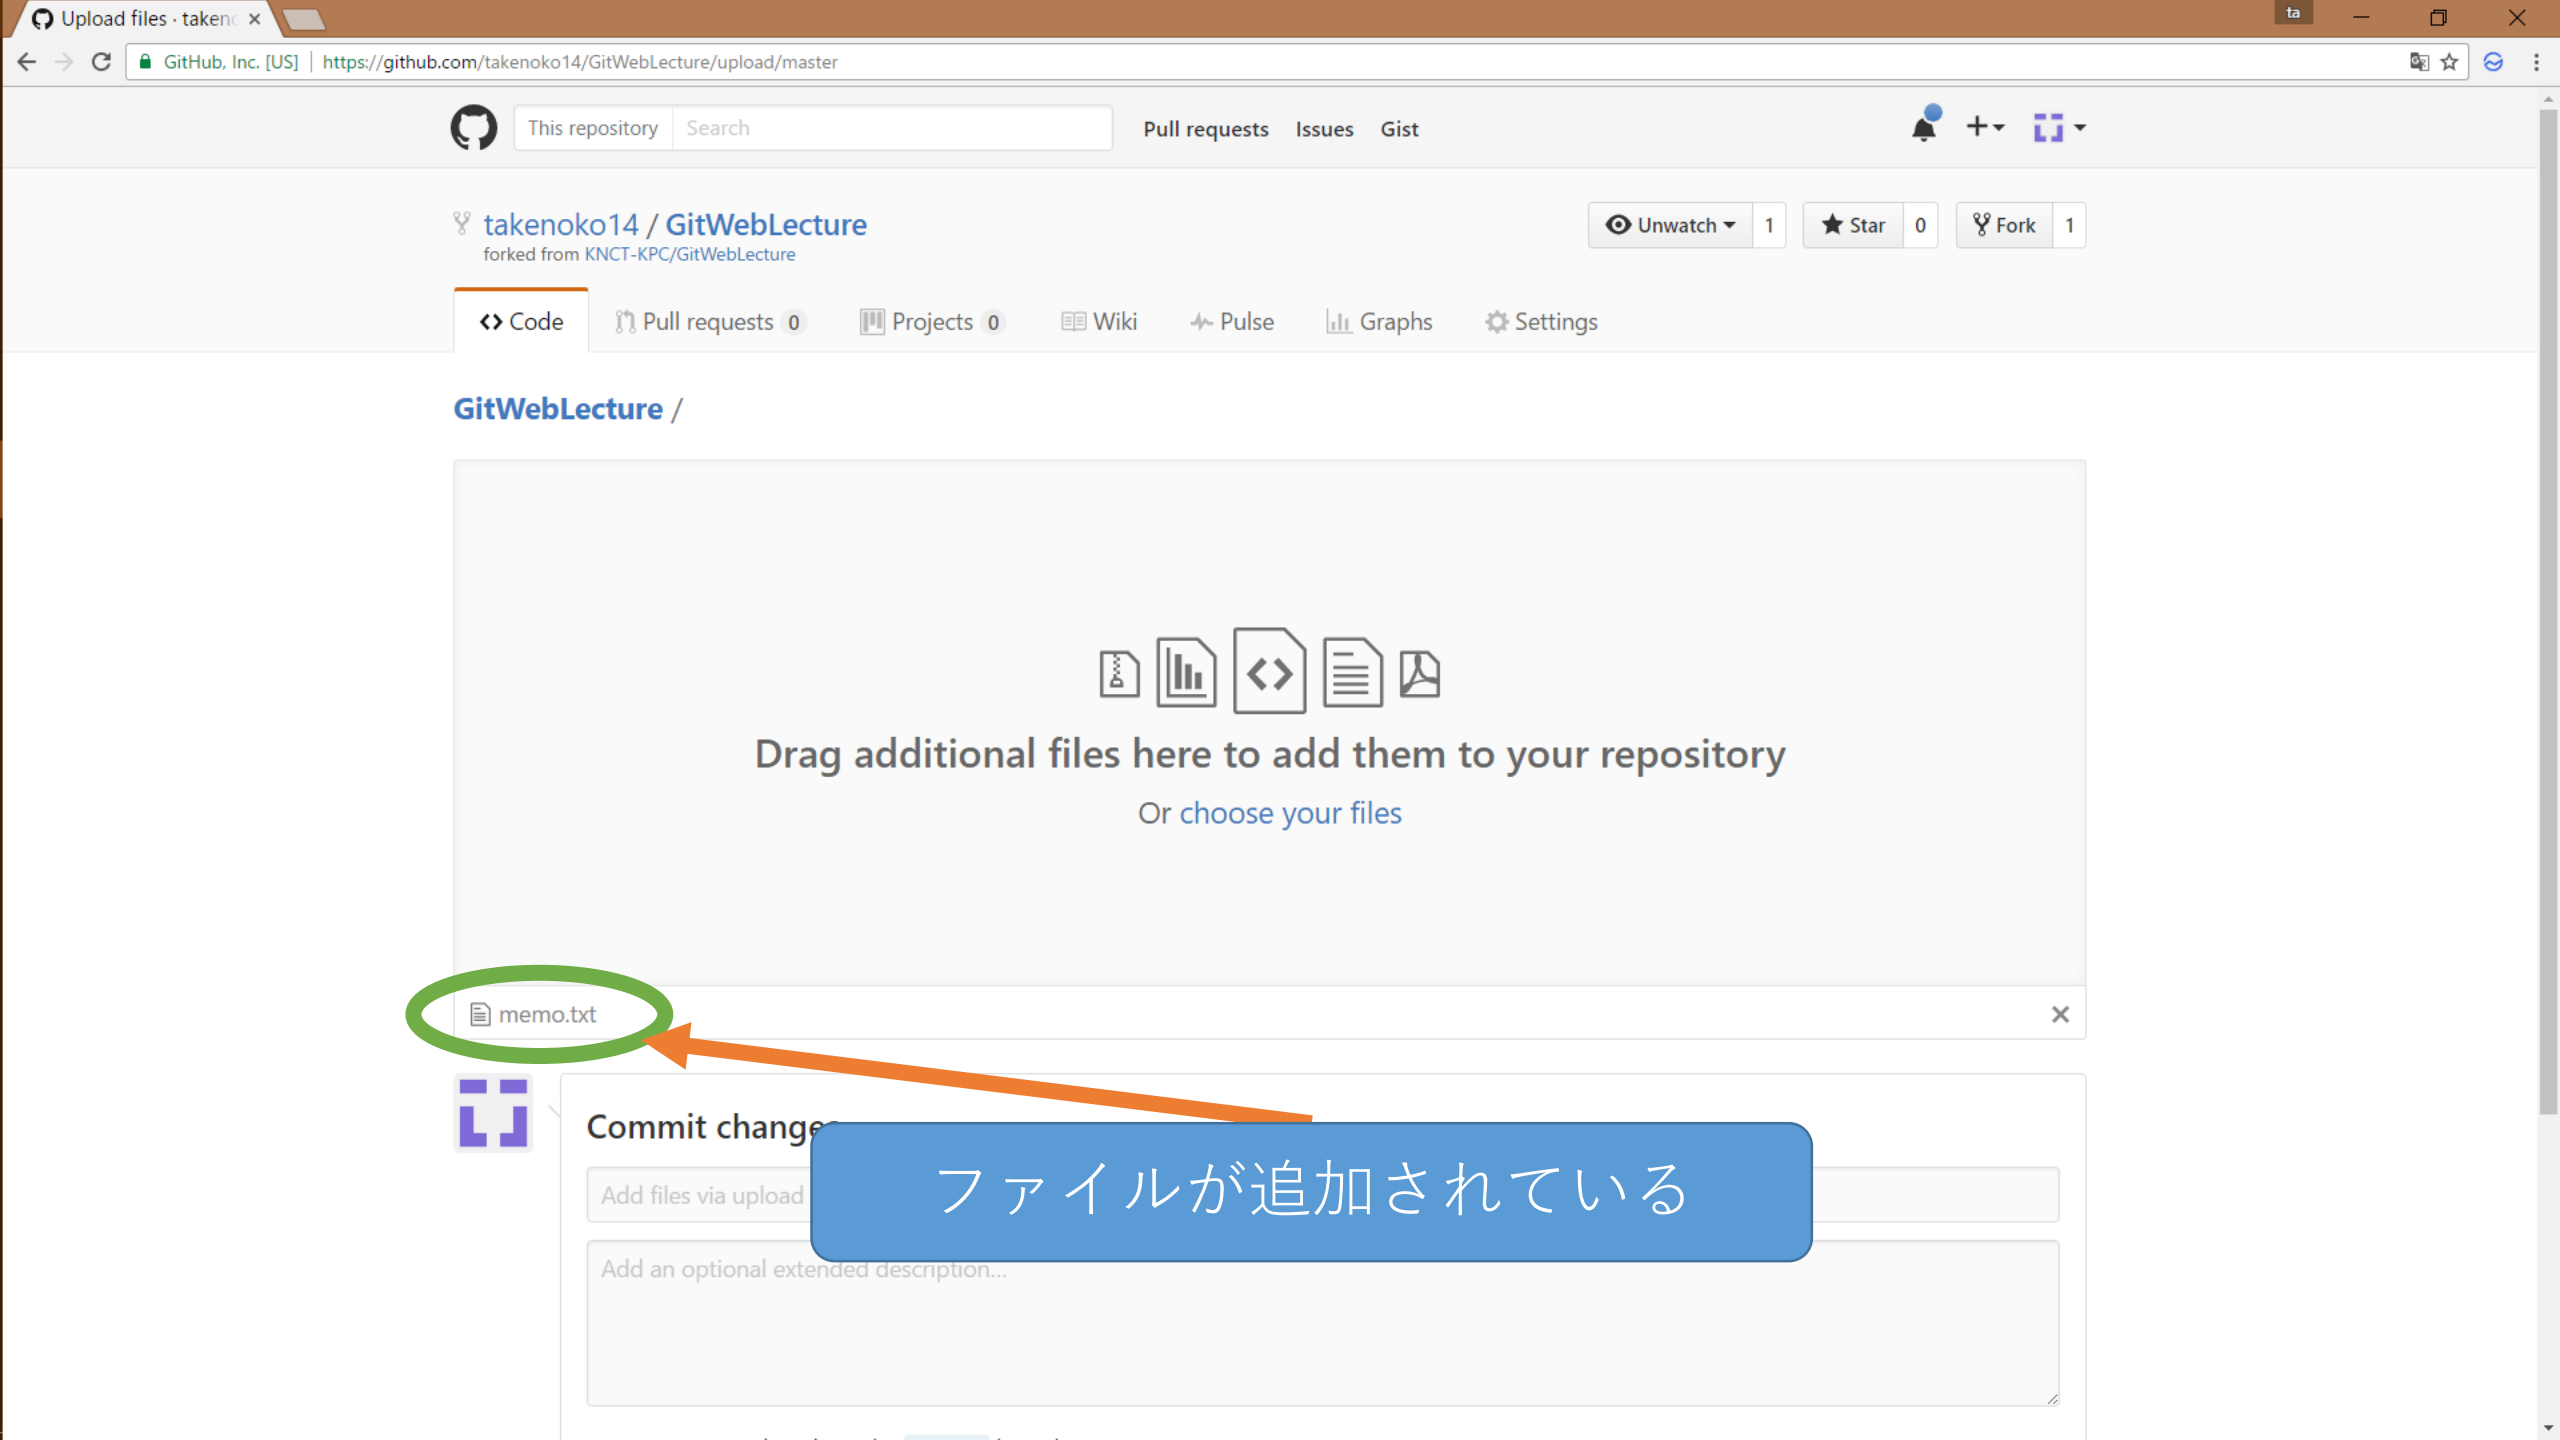 Upload files · taken
ta
GitHub, Inc. [US] | https://github.com/takenoko14/GitWebLecture/upload/master
This repository Search Pull requests Issues Gist
takenoko14 / GitWebLecture
forked from KNCT-KPC/GitWebLecture
Unwatch 1 Star 0 Fork 1
Code Pull requests 0 Projects 0 Wiki Pulse Graphs Settings
GitWebLecture /
Drag additional files here to add them to your repository
Or choose your files
memo.txt
Commit change
ファイルが追加されている
Add files via upload
Add an optional extended description...